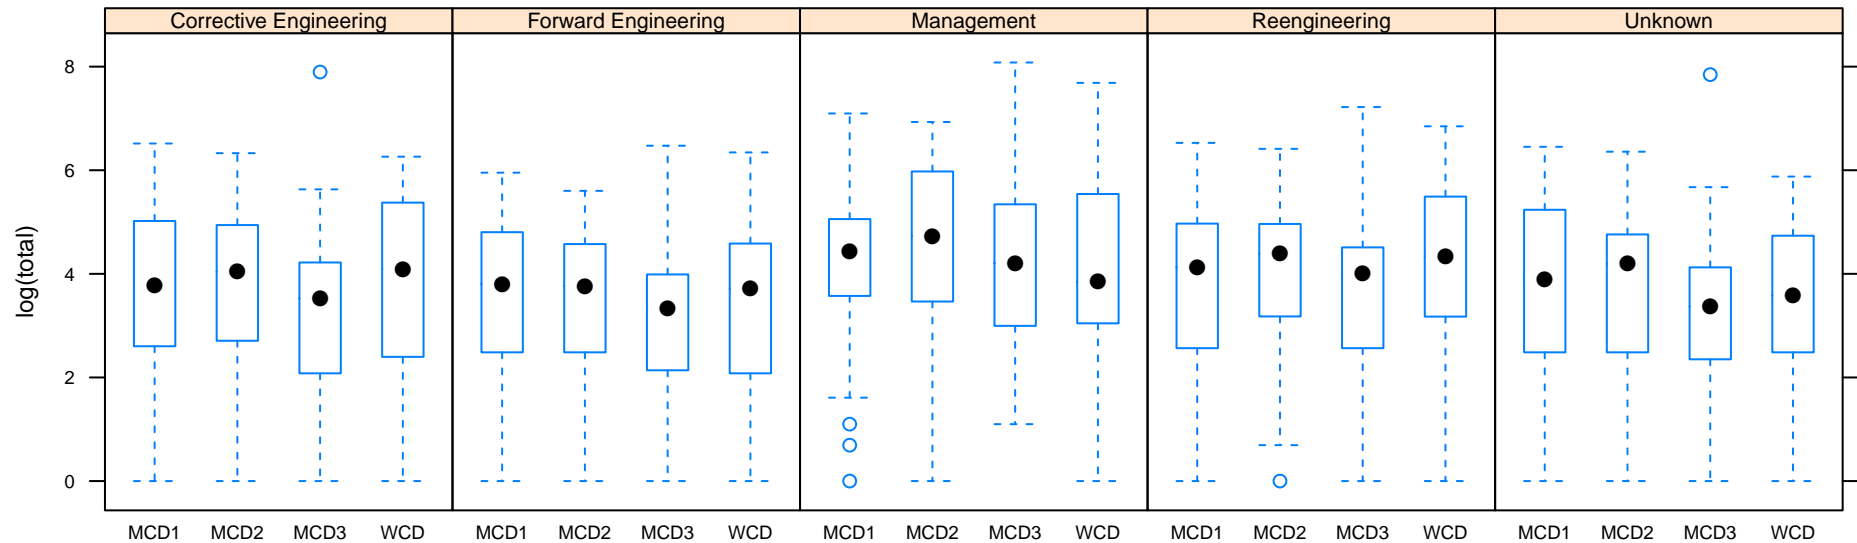 Corrective Engineering Forward Engineering Management Reengineering Unknown
8
6
4
2
0
log(total)
MCD1 MCD2 MCD3 WCD MCD1 MCD2 MCD3 WCD MCD1 MCD2 MCD3 WCD MCD1 MCD2 MCD3 WCD MCD1 MCD2 MCD3 WCD